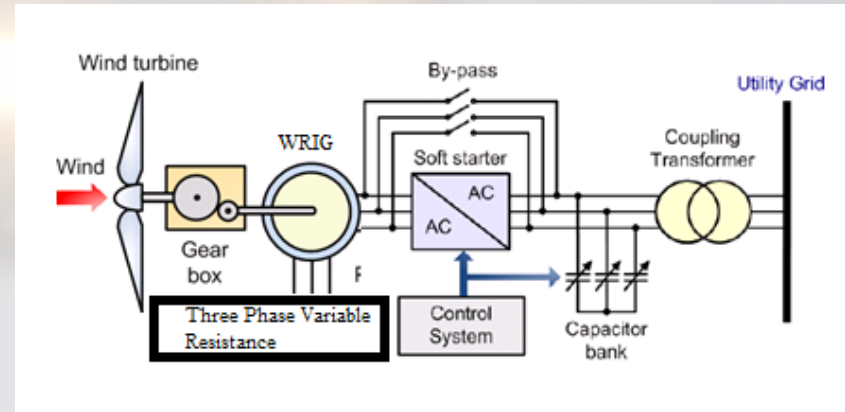 Wind turbine
By-pass
Utility Grid
WRIG
Soft starter
Coupling
Transformer
Wind
AC
AC
Gear
box
Three Phase Variable
Resistance
Control
System
Capacitor
bank